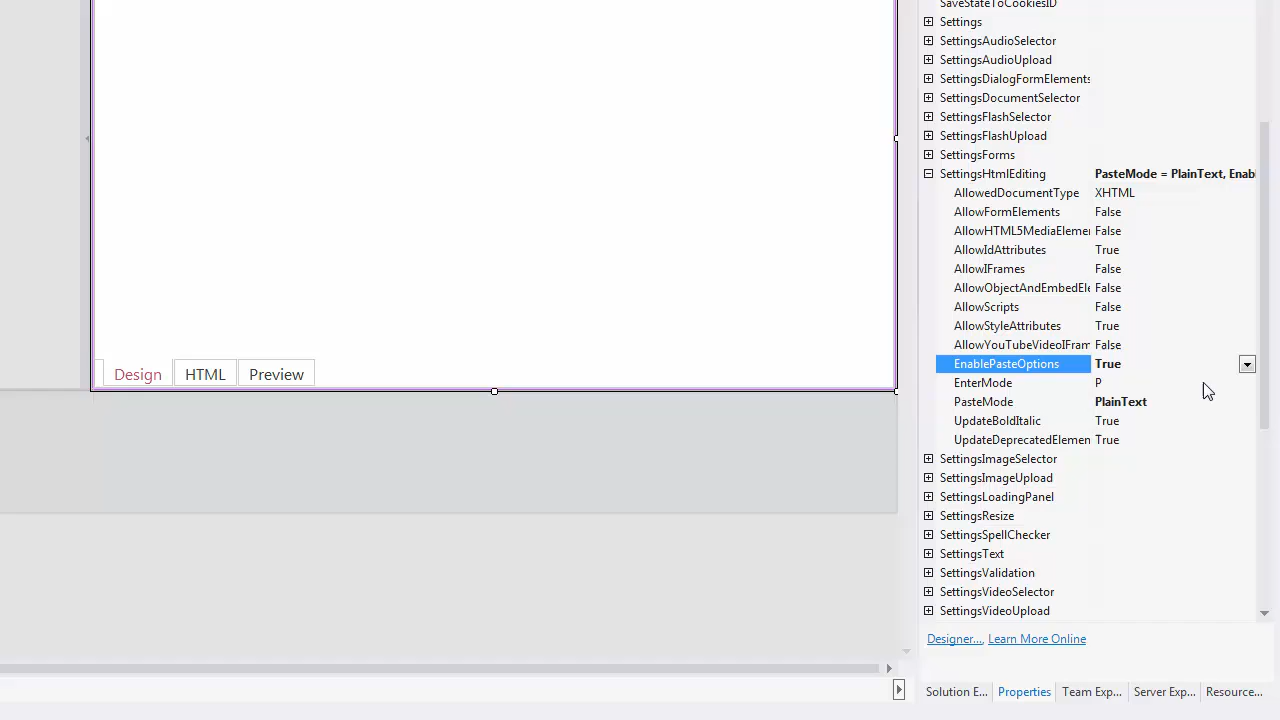 SaveStateToCookiesID
Settings
SettingsAudioSelector
SettingsAudioUpload
SettingsDialogFormElements
SettingsDocumentSelector
SettingsFlashSelector
SettingsFlashUpload
SettingsForms
SettingsHtmlEditing PasteMode = PlainText, Enab
AllowedDocumentType XHTML
AllowFormElements False
AllowHTML5MediaElemer False
AllowIdAttributes True
AllowIFrames False
AllowObjectAndEmbedEle False
AllowScripts False
AllowStyleAttributes True
AllowYouTubeVideoIFram False
EnablePasteOptions True
EnterMode P
PasteMode PlainText
UpdateBoldItalic True
UpdateDeprecatedElemen True
SettingsImageSelector
SettingsImageUpload
SettingsLoadingPanel
SettingsResize
SettingsSpellChecker
SettingsText
SettingsValidation
SettingsVideoSelector
SettingsVideoUpload
Design HTML Preview
Designer..., Learn More Online
Solution E... Properties Team Exp... Server Exp... Resource...